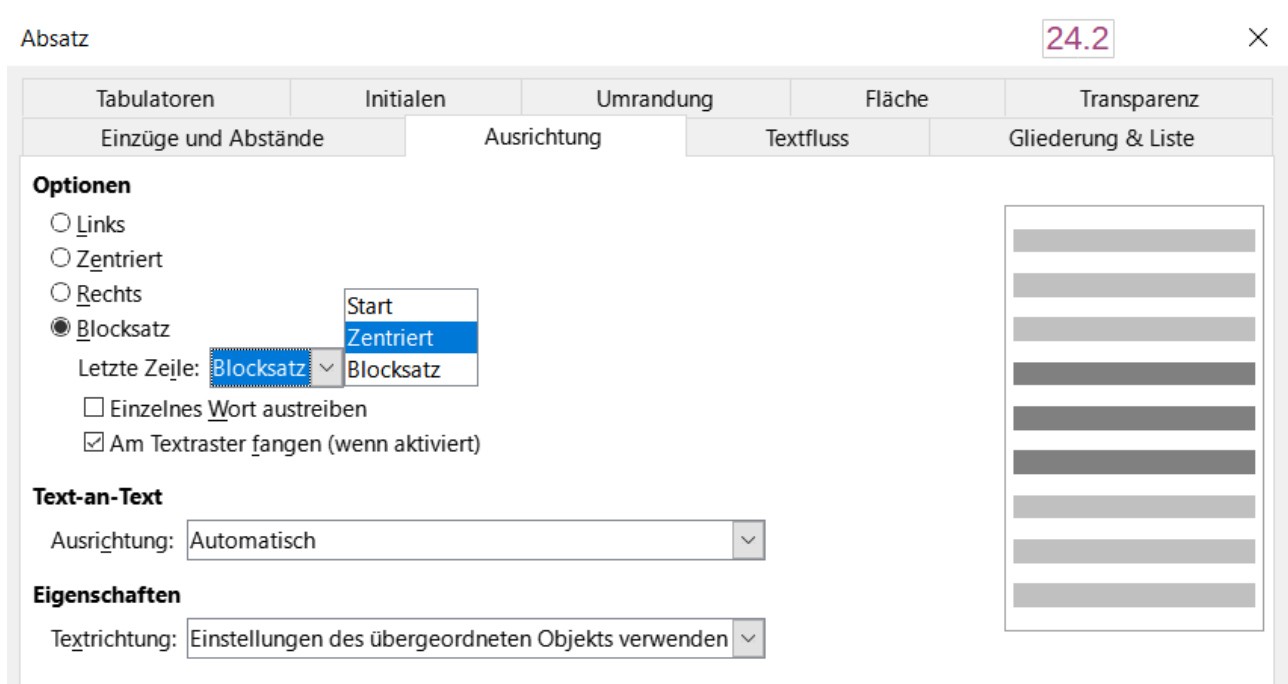 Absatz 24.2
Tabulatoren Initialen Umrandung Fläche Transparenz
Einzüge und Abstände Ausrichtung Textfluss Gliederung & Liste
Optionen
Links
Zentriert
Rechts
Blocksatz
Letzte Zeile: Blocksatz
Start
Zentriert
Blocksatz
Einzelnes Wort austreiben
Am Textraster fangen (wenn aktiviert)
Text-an-Text
Ausrichtung: Automatisch
Eigenschaften
Textrichtung: Einstellungen des übergeordneten Objekts verwenden